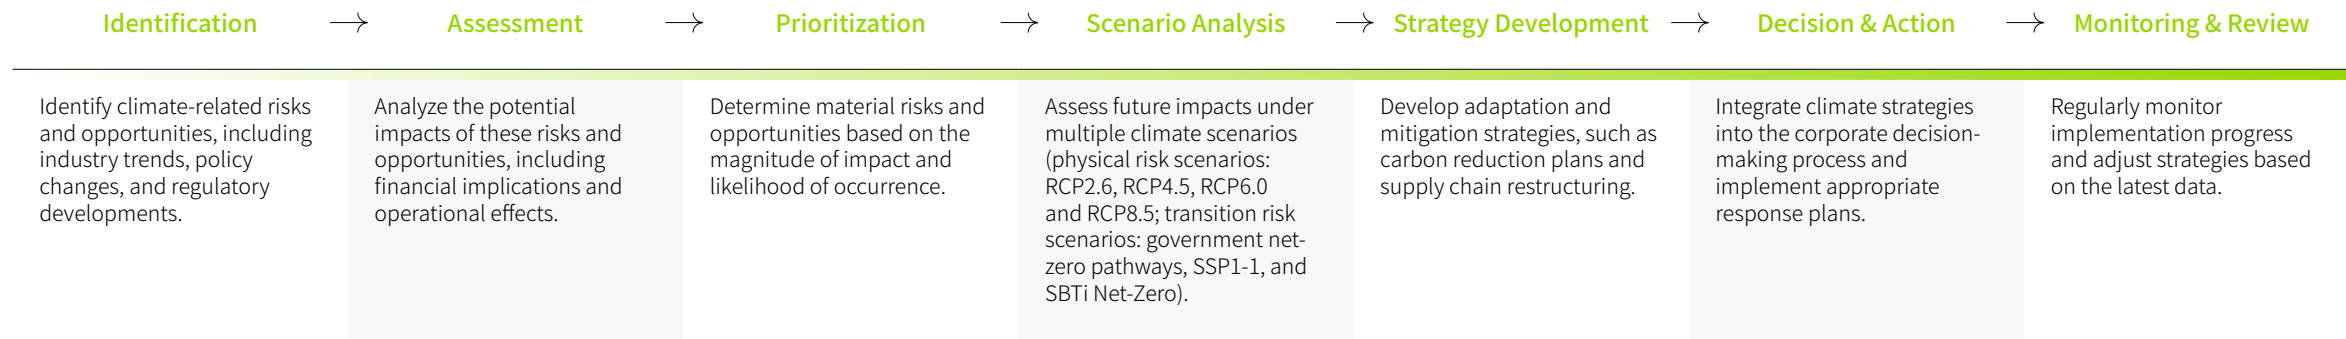 Identification → Assessment → Prioritization → Scenario Analysis → Strategy Development → Decision & Action → Monitoring & Review
Identify climate-related risks
and opportunities, including
industry trends, policy
changes, and regulatory
developments.
Analyze the potential
impacts of these risks and
opportunities, including
financial implications and
operational effects.
Determine material risks and
opportunities based on the
magnitude of impact and
likelihood of occurrence.
Assess future impacts under
multiple climate scenarios
(physical risk scenarios:
RCP2.6, RCP4.5, RCP6.0
and RCP8.5; transition risk
scenarios: government net-
zero pathways, SSP1-1, and
SBTi Net-Zero).
Develop adaptation and
mitigation strategies, such as
carbon reduction plans and
supply chain restructuring.
Integrate climate strategies
into the corporate decision-
making process and
implement appropriate
response plans.
Regularly monitor
implementation progress
and adjust strategies based
on the latest data.